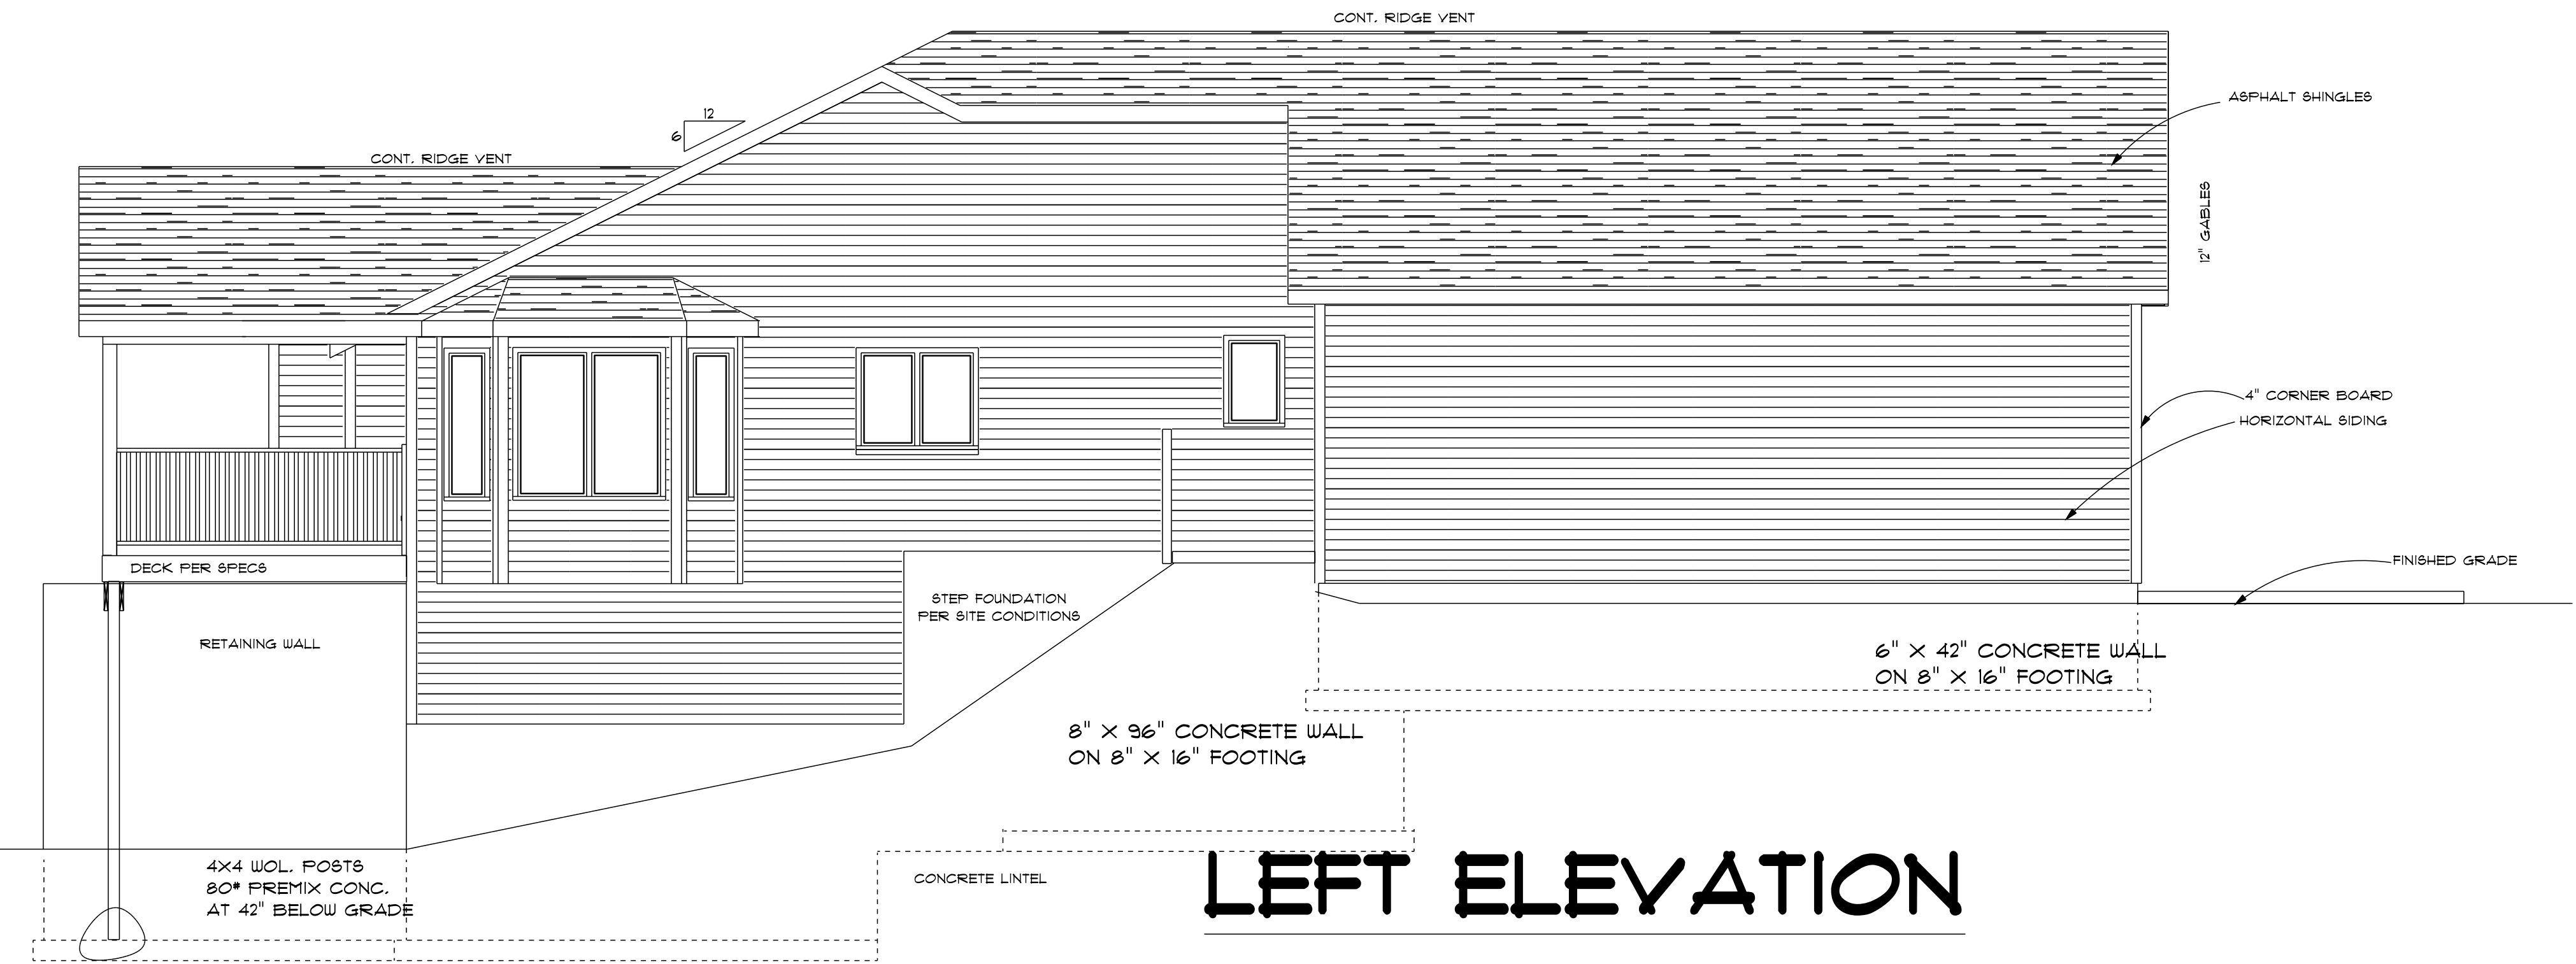 CONT. RIDGE VENT
ASPHALT SHINGLES
12
6
CONT. RIDGE VENT
12" GABLES
4" CORNER BOARD
HORIZONTAL SIDING
FINISHED GRADE
DECK PER SPECS
STEP FOUNDATION
PER SITE CONDITIONS
RETAINING WALL
6" X 42" CONCRETE WALL
ON 8" X 16" FOOTING
8" X 96" CONCRETE WALL
ON 8" X 16" FOOTING
4X4 WOL. POSTS
80# PREMIX CONC.
AT 42" BELOW GRADE
CONCRETE LINTEL
LEFT ELEVATION